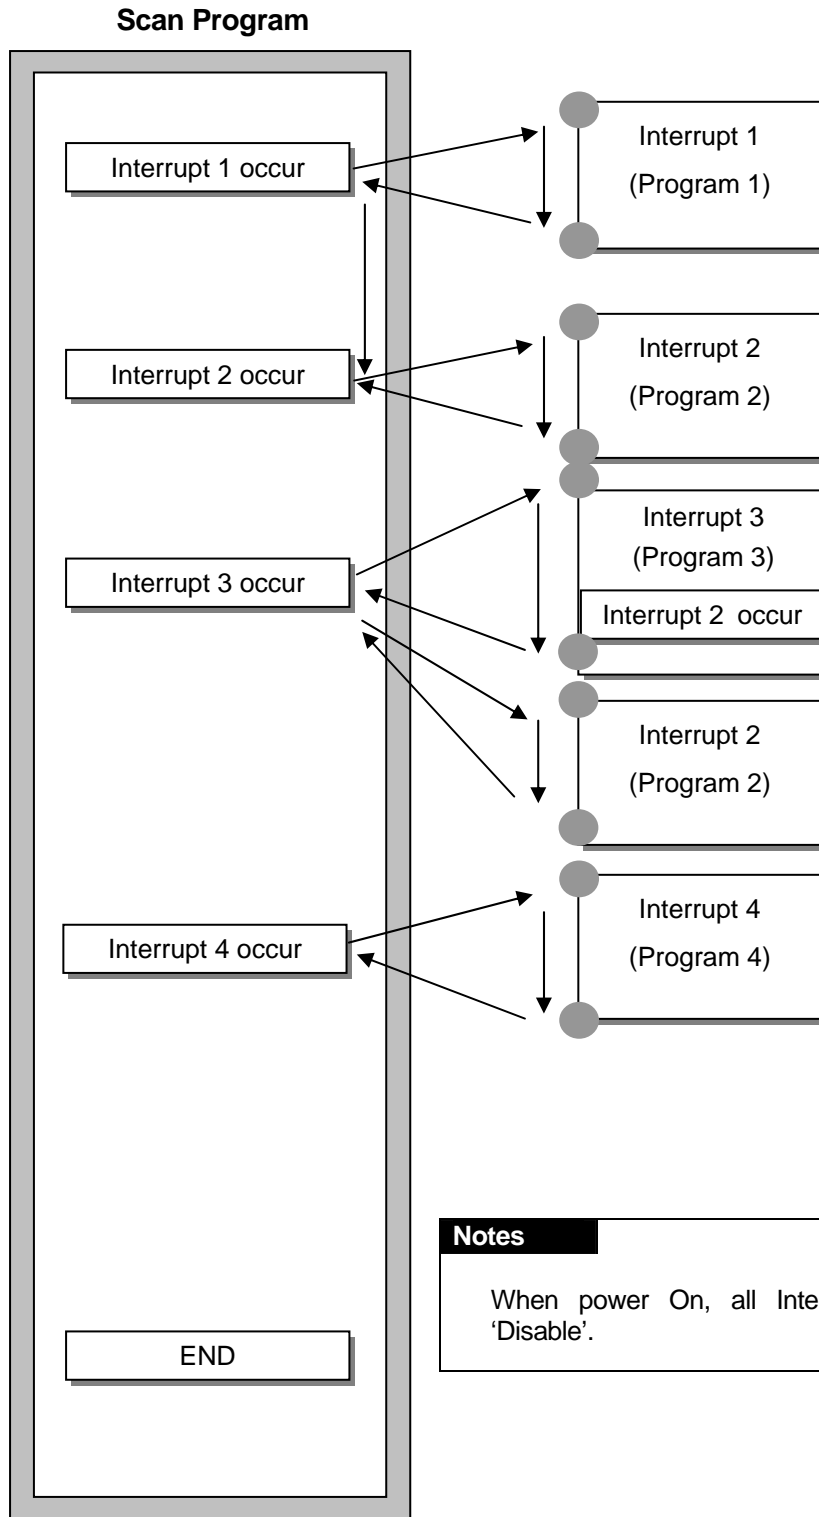 Scan Program
Interrupt 1 occur
Interrupt 1
(Program 1)
Interrupt 2 occur
Interrupt 2
(Program 2)
Interrupt 3 occur
Interrupt 3
(Program 3)
Interrupt 2 occur
Interrupt 2
(Program 2)
Interrupt 4 occur
Interrupt 4
(Program 4)
Notes
When power On, all Inte
‘Disable’.
END